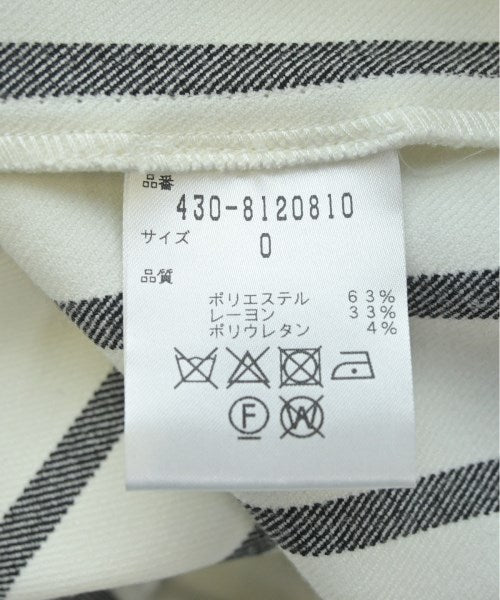 品番
430-8120810
サイズ
0
品質
ポリエステル 63%
レーヨン 33%
ポリウレタン 4%
F W